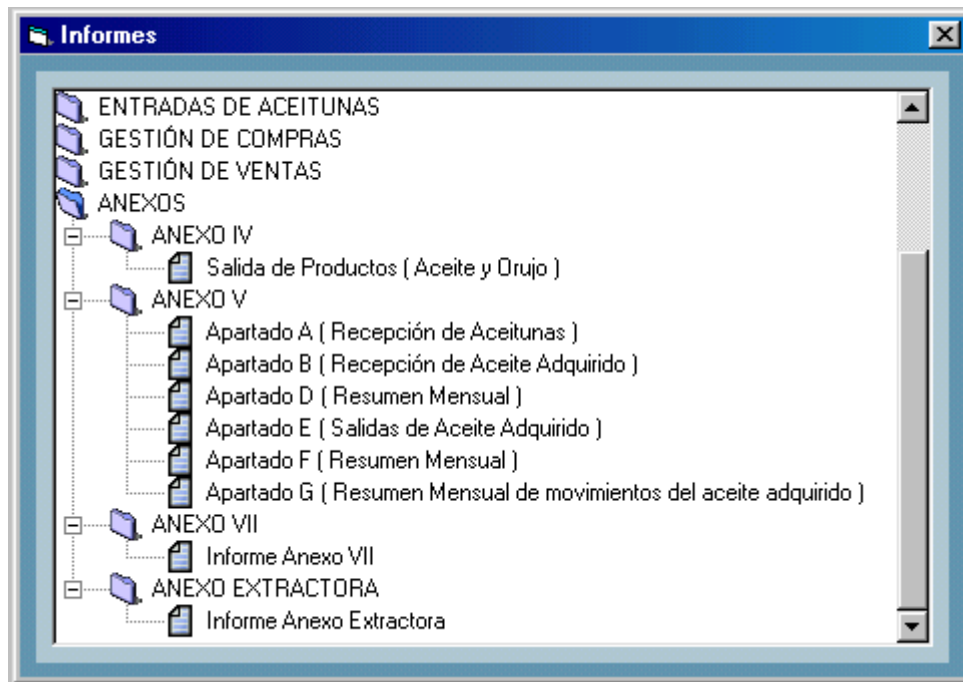 Informes
ENTRADAS DE ACEITUNAS
GESTIÓN DE COMPRAS
GESTIÓN DE VENTAS
ANEXOS
ANEXO IV
Salida de Productos ( Aceite y Orujo )
ANEXO V
Apartado A ( Recepción de Aceitunas )
Apartado B ( Recepción de Aceite Adquirido )
Apartado D ( Resumen Mensual )
Apartado E ( Salidas de Aceite Adquirido )
Apartado F ( Resumen Mensual )
Apartado G ( Resumen Mensual de movimientos del aceite adquirido )
ANEXO VII
Informe Anexo VII
ANEXO EXTRACTORA
Informe Anexo Extractora